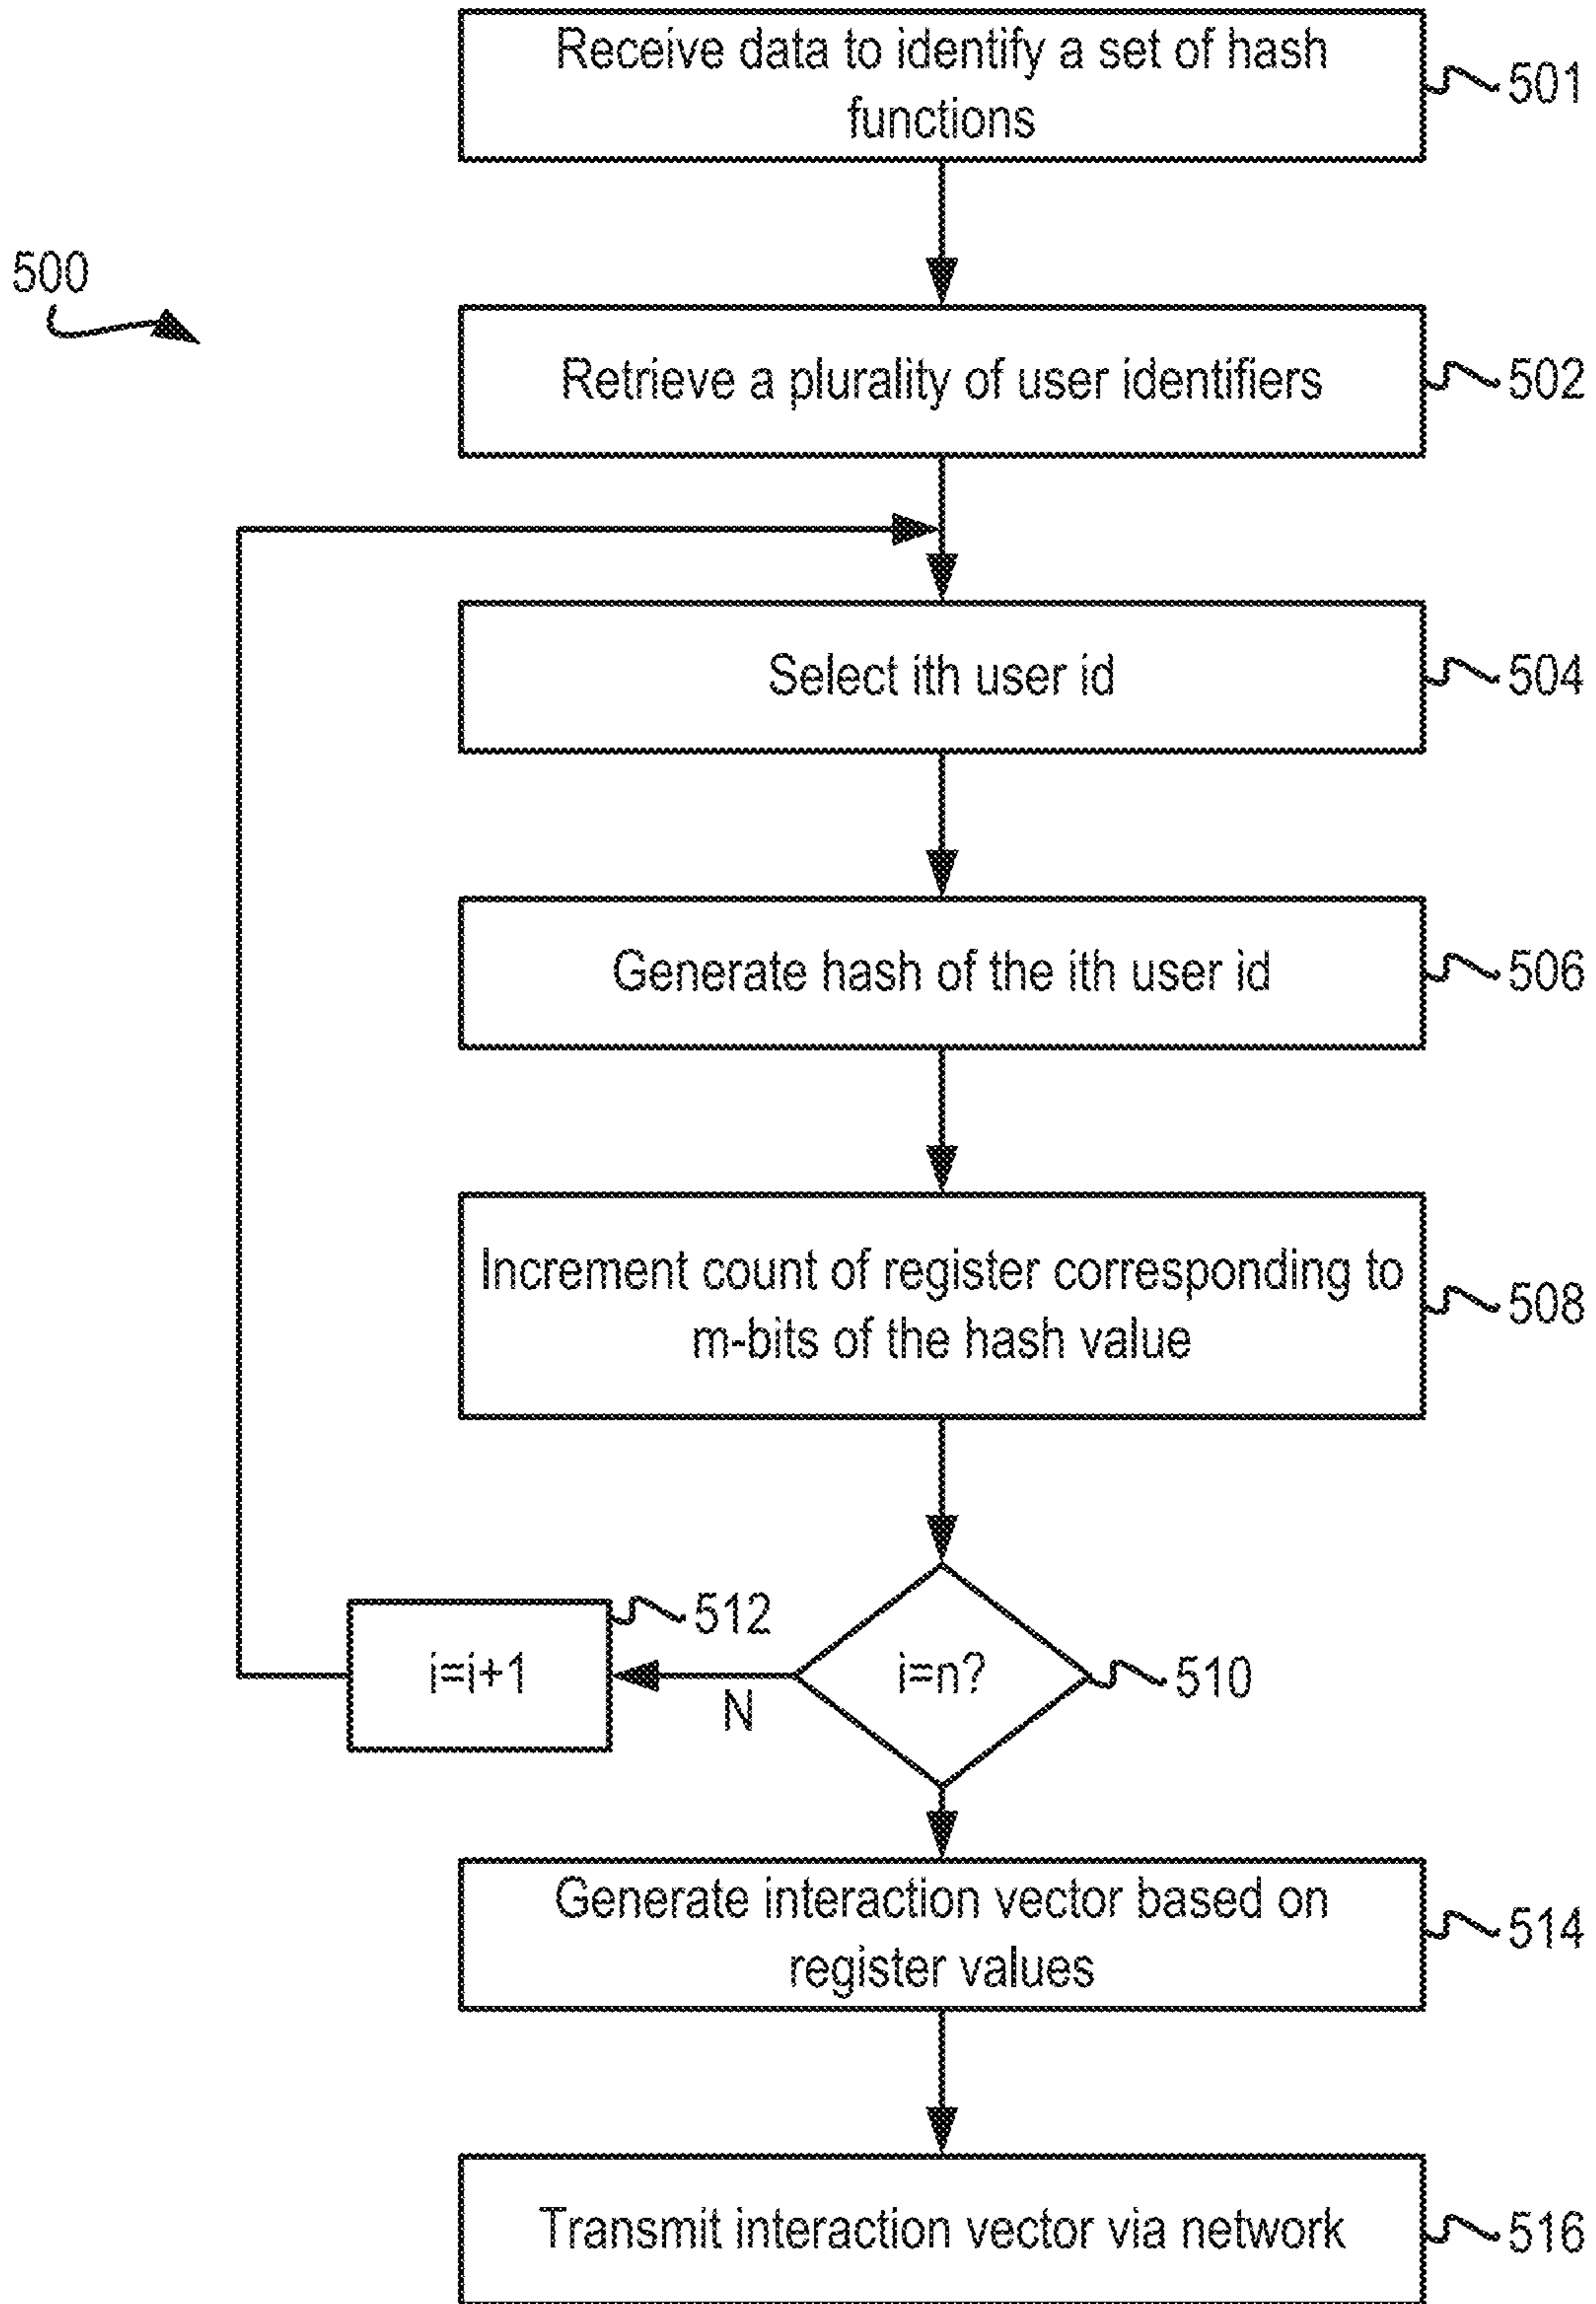 Receive data to identify a set of hash
functions
501
500
Retrieve a plurality of user identifiers
502
Select ith user id
504
Generate hash of the ith user id
506
Increment count of register corresponding to
m-bits of the hash value
508
512
i=i+1
N
i=n?
510
Generate interaction vector based on
register values
514
Transmit interaction vector via network
516